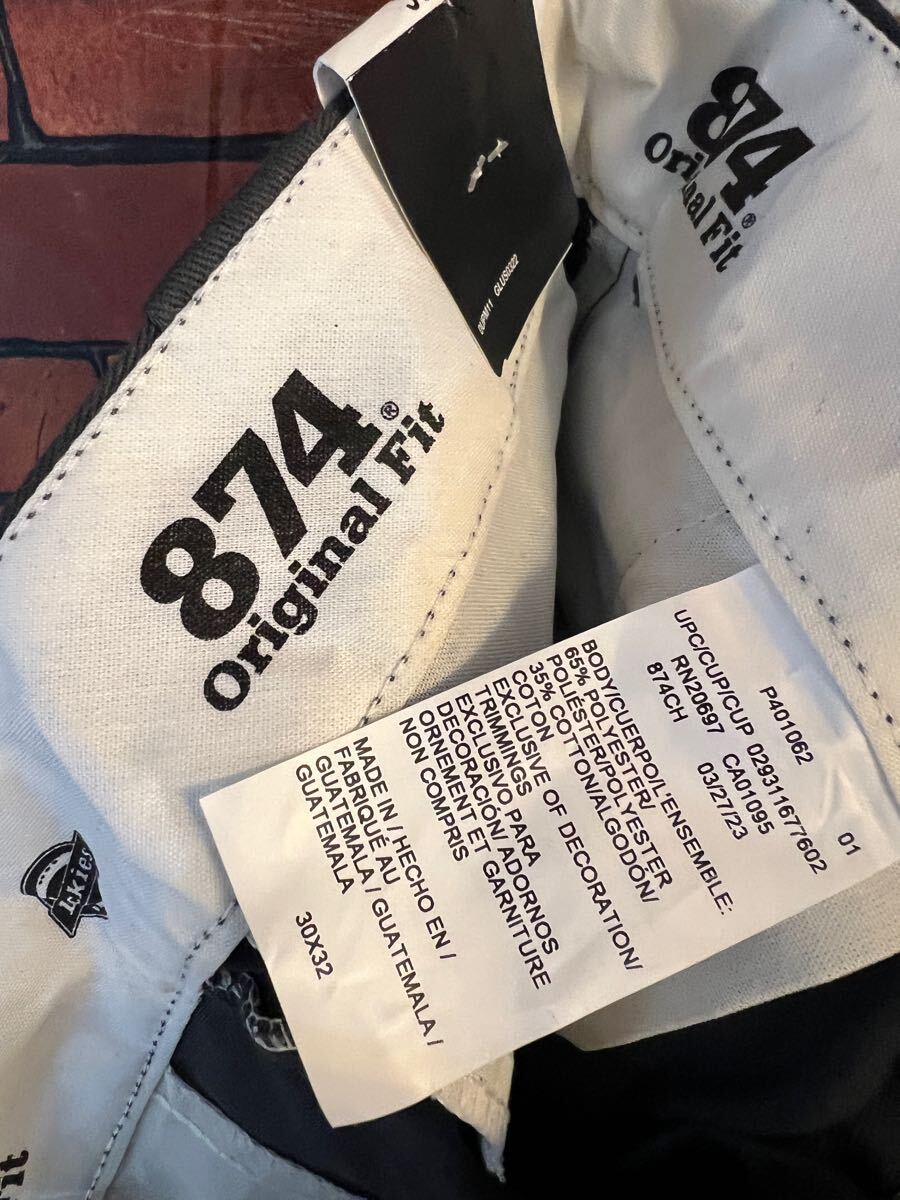 874®
Original Fit
0UPM11 GLUS0322
874®
Original Fit
P401062 01
UPC/CUP/CUP 029311677602
RN20697 CA01095
874CH 03/27/23
BODY/CUERPO/L'ENSEMBLE:
65% POLYESTER/
POLIÉSTER/POLYESTER
35% COTTON/ALGODÓN/
COTON
EXCLUSIVE OF DECORATION/
TRIMMINGS
EXCLUSIVO PARA
DECORACIÓN/ ADORNOS
ORNEMENT ET GARNITURE
NON COMPRIS
MADE IN / HECHO EN /
FABRIQUÉ AU
GUATEMALA / GUATEMALA /
GUATEMALA
30X32